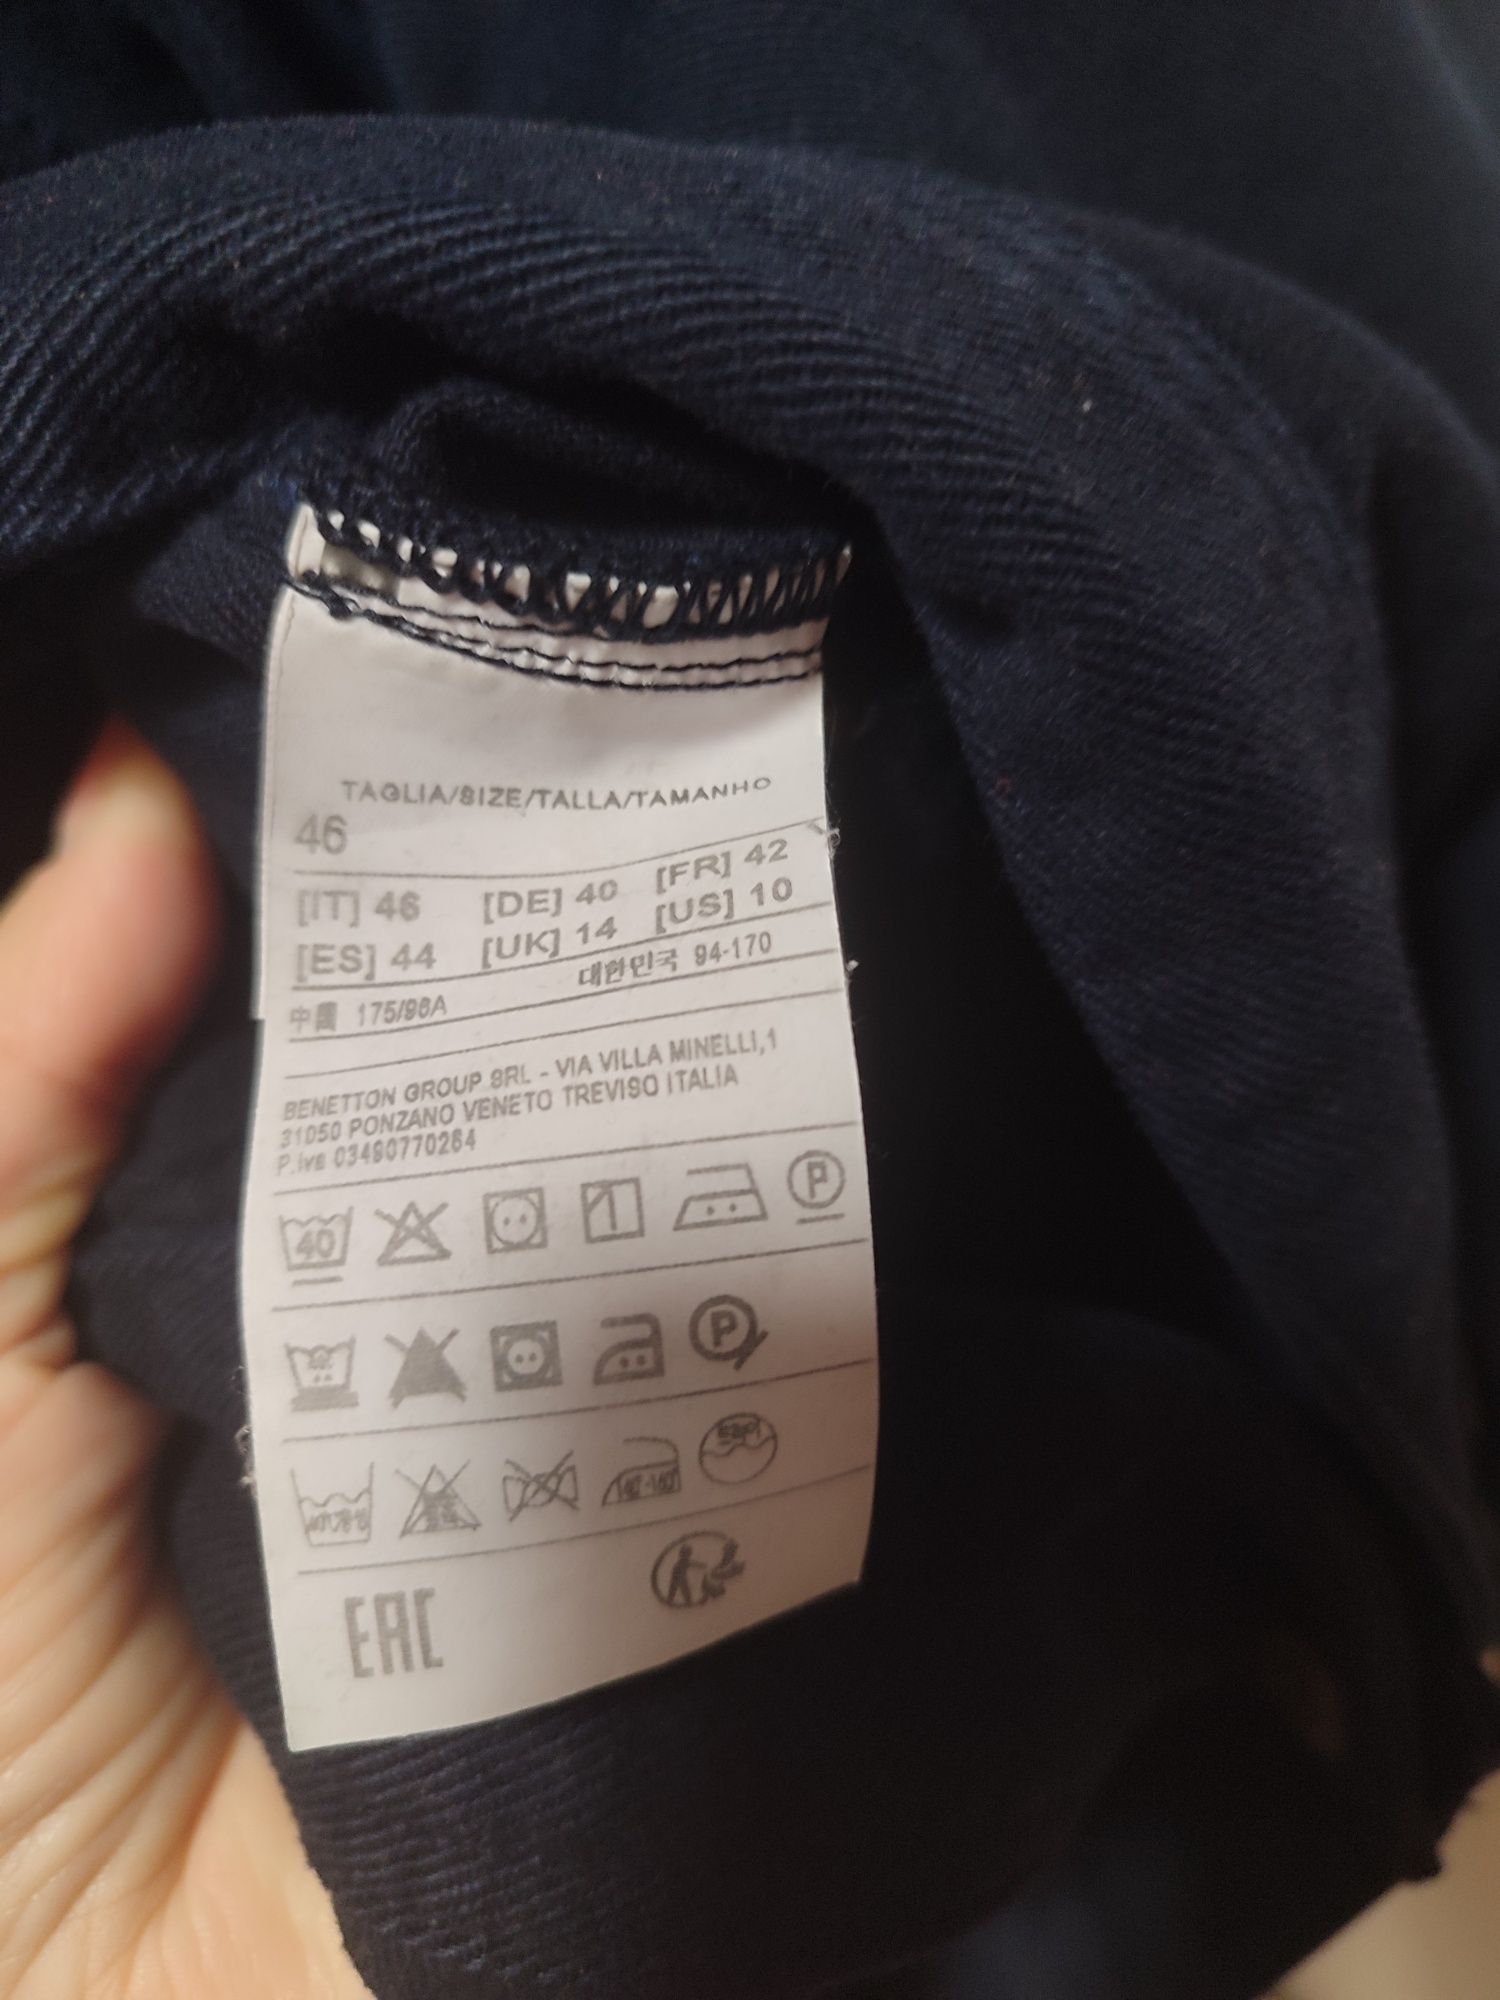 TAGLIA/SIZE/TALLA/TAMANHO
46
[IT] 46 [DE] 40 [FR] 42
[ES] 44 [UK] 14 [US] 10
대한민국 94-170
175/96A
BENETTON GROUP SRL - VIA VILLA MINELLI,1
31050 PONZANO VENETO TREVISO ITALIA
P.iva 03490770264
40 P
P
EAC